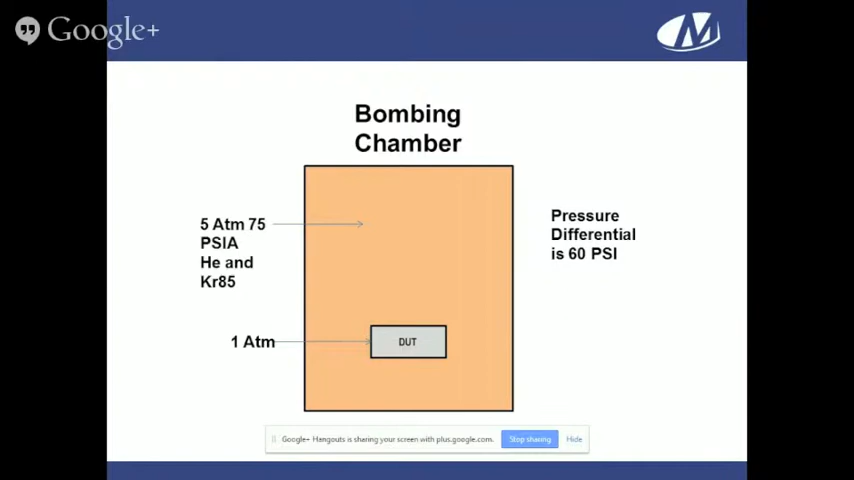 Google+
Bombing
Chamber
5 Atm 75
PSIA
He and
Kr85
Pressure
Differential
is 60 PSI
1 Atm
DUT
Google+ Hangouts is sharing your screen with plus.google.com.
Stop sharing
Hide